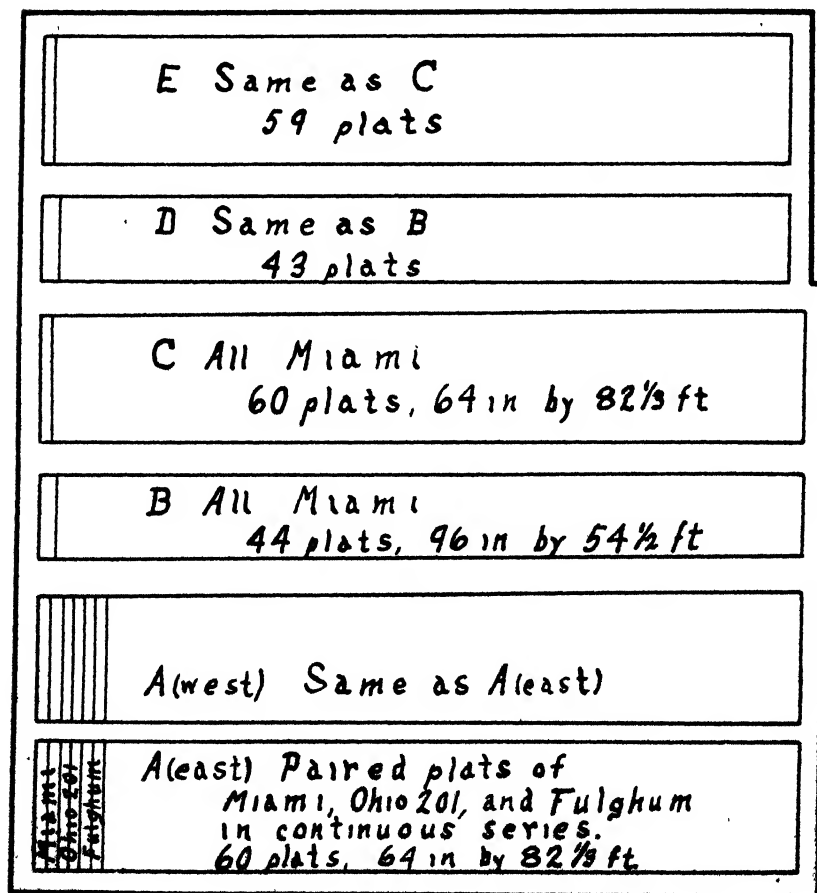 E Same as C
59 plats
D Same as B
43 plats
C All Miami
60 plats, 64 in by 82⅓ ft
B All Miami
44 plats, 96 in by 54½ ft
A(west) Same as A(east)
Miami
Ohio 201
Fulghum
A(east) Paired plats of
Miami, Ohio 201, and Fulghum
in continuous series.
60 plats, 64 in by 82⅓ ft